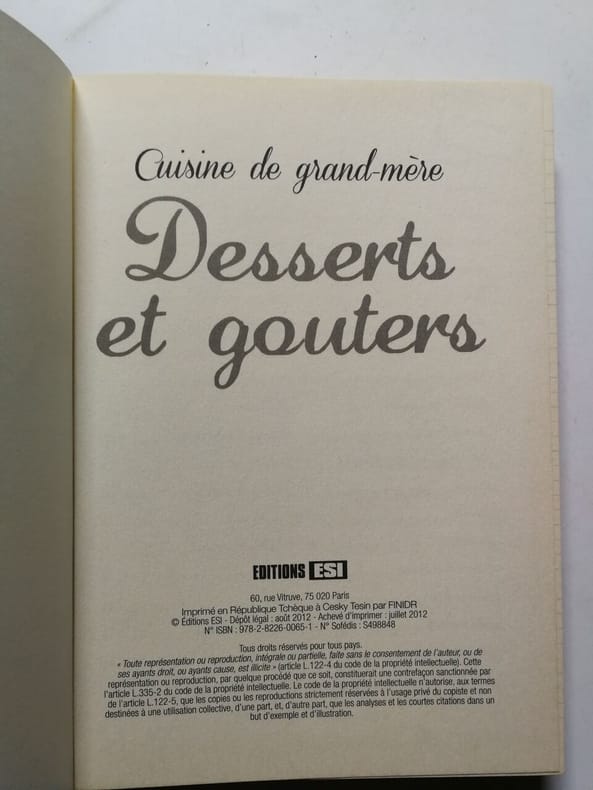 Cuisine de grand-mère
Desserts
et gouters
EDITIONS ESI
60, rue Vitruve, 75 020 Paris
Imprimé en République Tchèque à Cesky Tesin par FINIDR
© Éditions ESI - Dépôt légal : août 2012 - Achevé d'imprimer : juillet 2012
N° ISBN : 978-2-8226-0065-1- N° Sofédis : S498848
Tous droits réservés pour tous pays.
« Toute représentation ou reproduction, intégrale ou partielle, faite sans le consentement de l'auteur, ou de
ses ayants droit, ou ayants cause, est illicite » (article L.122-4 du code de la propriété intellectuelle). Cette
représentation ou reproduction, par quelque procédé que ce soit, constituerait une contrefaçon sanctionnée par
l'article L.335-2 du code de la propriété intellectuelle. Le code de la propriété intellectuelle n'autorise, aux termes
de l'article L.122-5, que les copies ou les reproductions strictement réservées à l'usage privé du copiste et non
destinées à une utilisation collective, d'une part, et, d'autre part, que les analyses et les courtes citations dans un
but d'exemple et d'illustration.